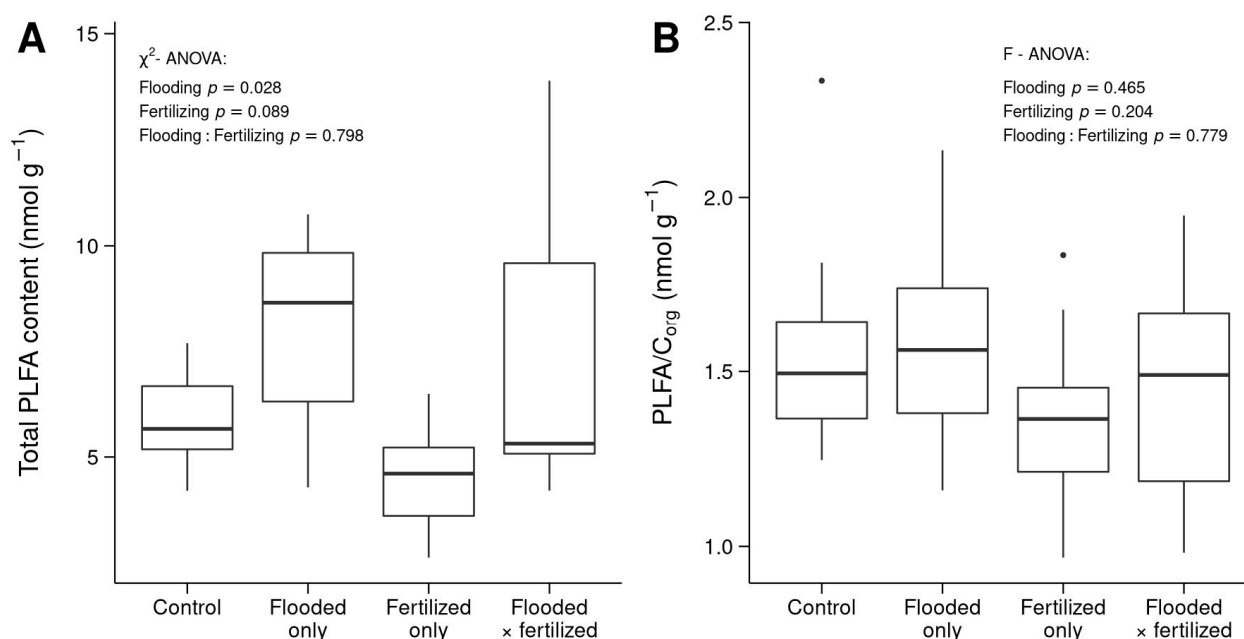 A
χ²- ANOVA:
Flooding p = 0.028
Fertilizing p = 0.089
Flooding : Fertilizing p = 0.798
Total PLFA content (nmol g⁻¹)
15
10
5
Control
Flooded only
Fertilized only
Flooded × fertilized
B
F - ANOVA:
Flooding p = 0.465
Fertilizing p = 0.204
Flooding : Fertilizing p = 0.779
PLFA/Corg (nmol g⁻¹)
2.5
2.0
1.5
1.0
Control
Flooded only
Fertilized only
Flooded × fertilized